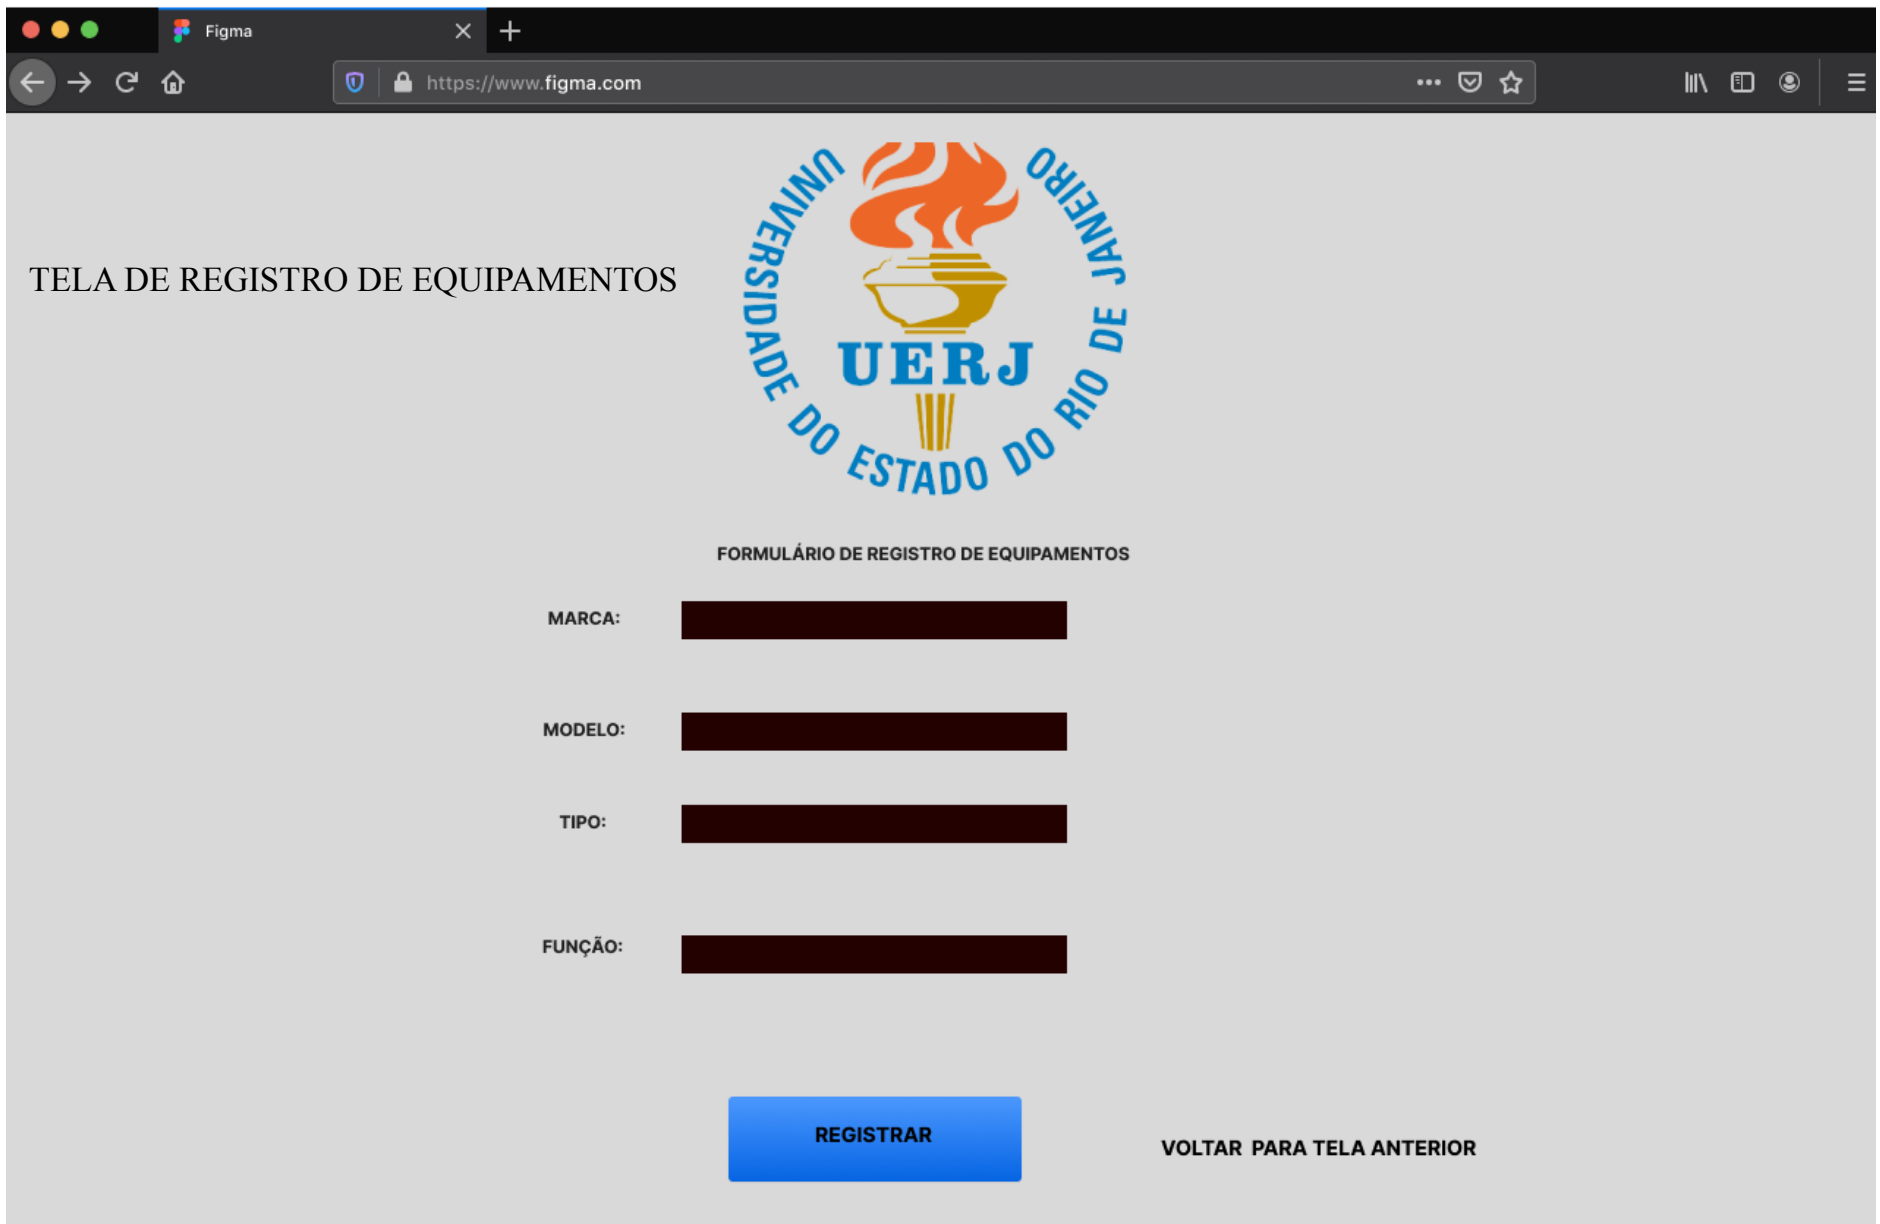 Figma
https://www.figma.com
UNIVERSIDADE DO ESTADO DO RIO DE JANEIRO
TELA DE REGISTRO DE EQUIPAMENTOS
UERJ
FORMULÁRIO DE REGISTRO DE EQUIPAMENTOS
MARCA:
MODELO:
TIPO:
FUNÇÃO:
REGISTRAR
VOLTAR PARA TELA ANTERIOR